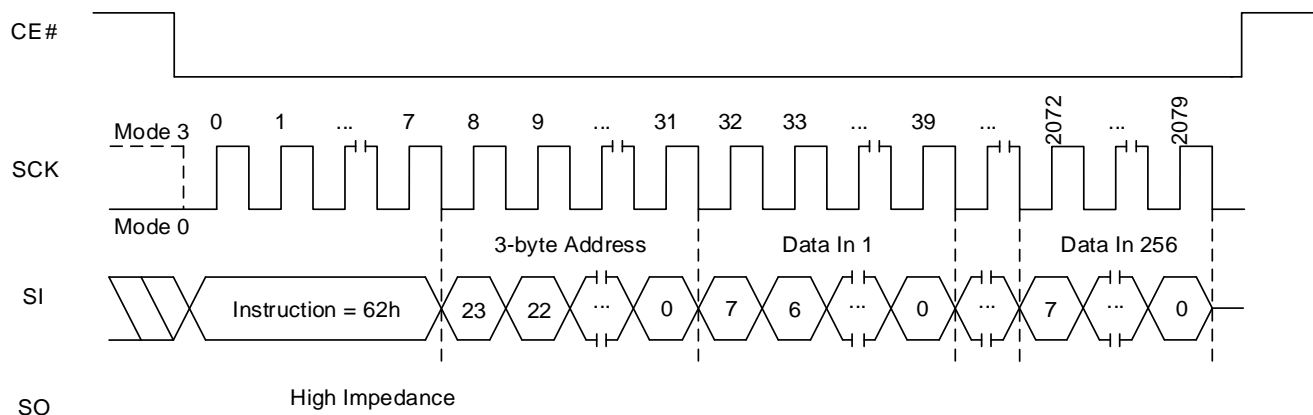 CE#
0 1 ... 7 8 9 ... 31 32 33 ... 39 ... 2072 ... 2079
Mode 3
SCK
Mode 0
3-byte Address Data In 1 Data In 256
SI
Instruction = 62h 23 22 ... 0 7 6 ... 0 ... 7 ... 0
High Impedance
SO